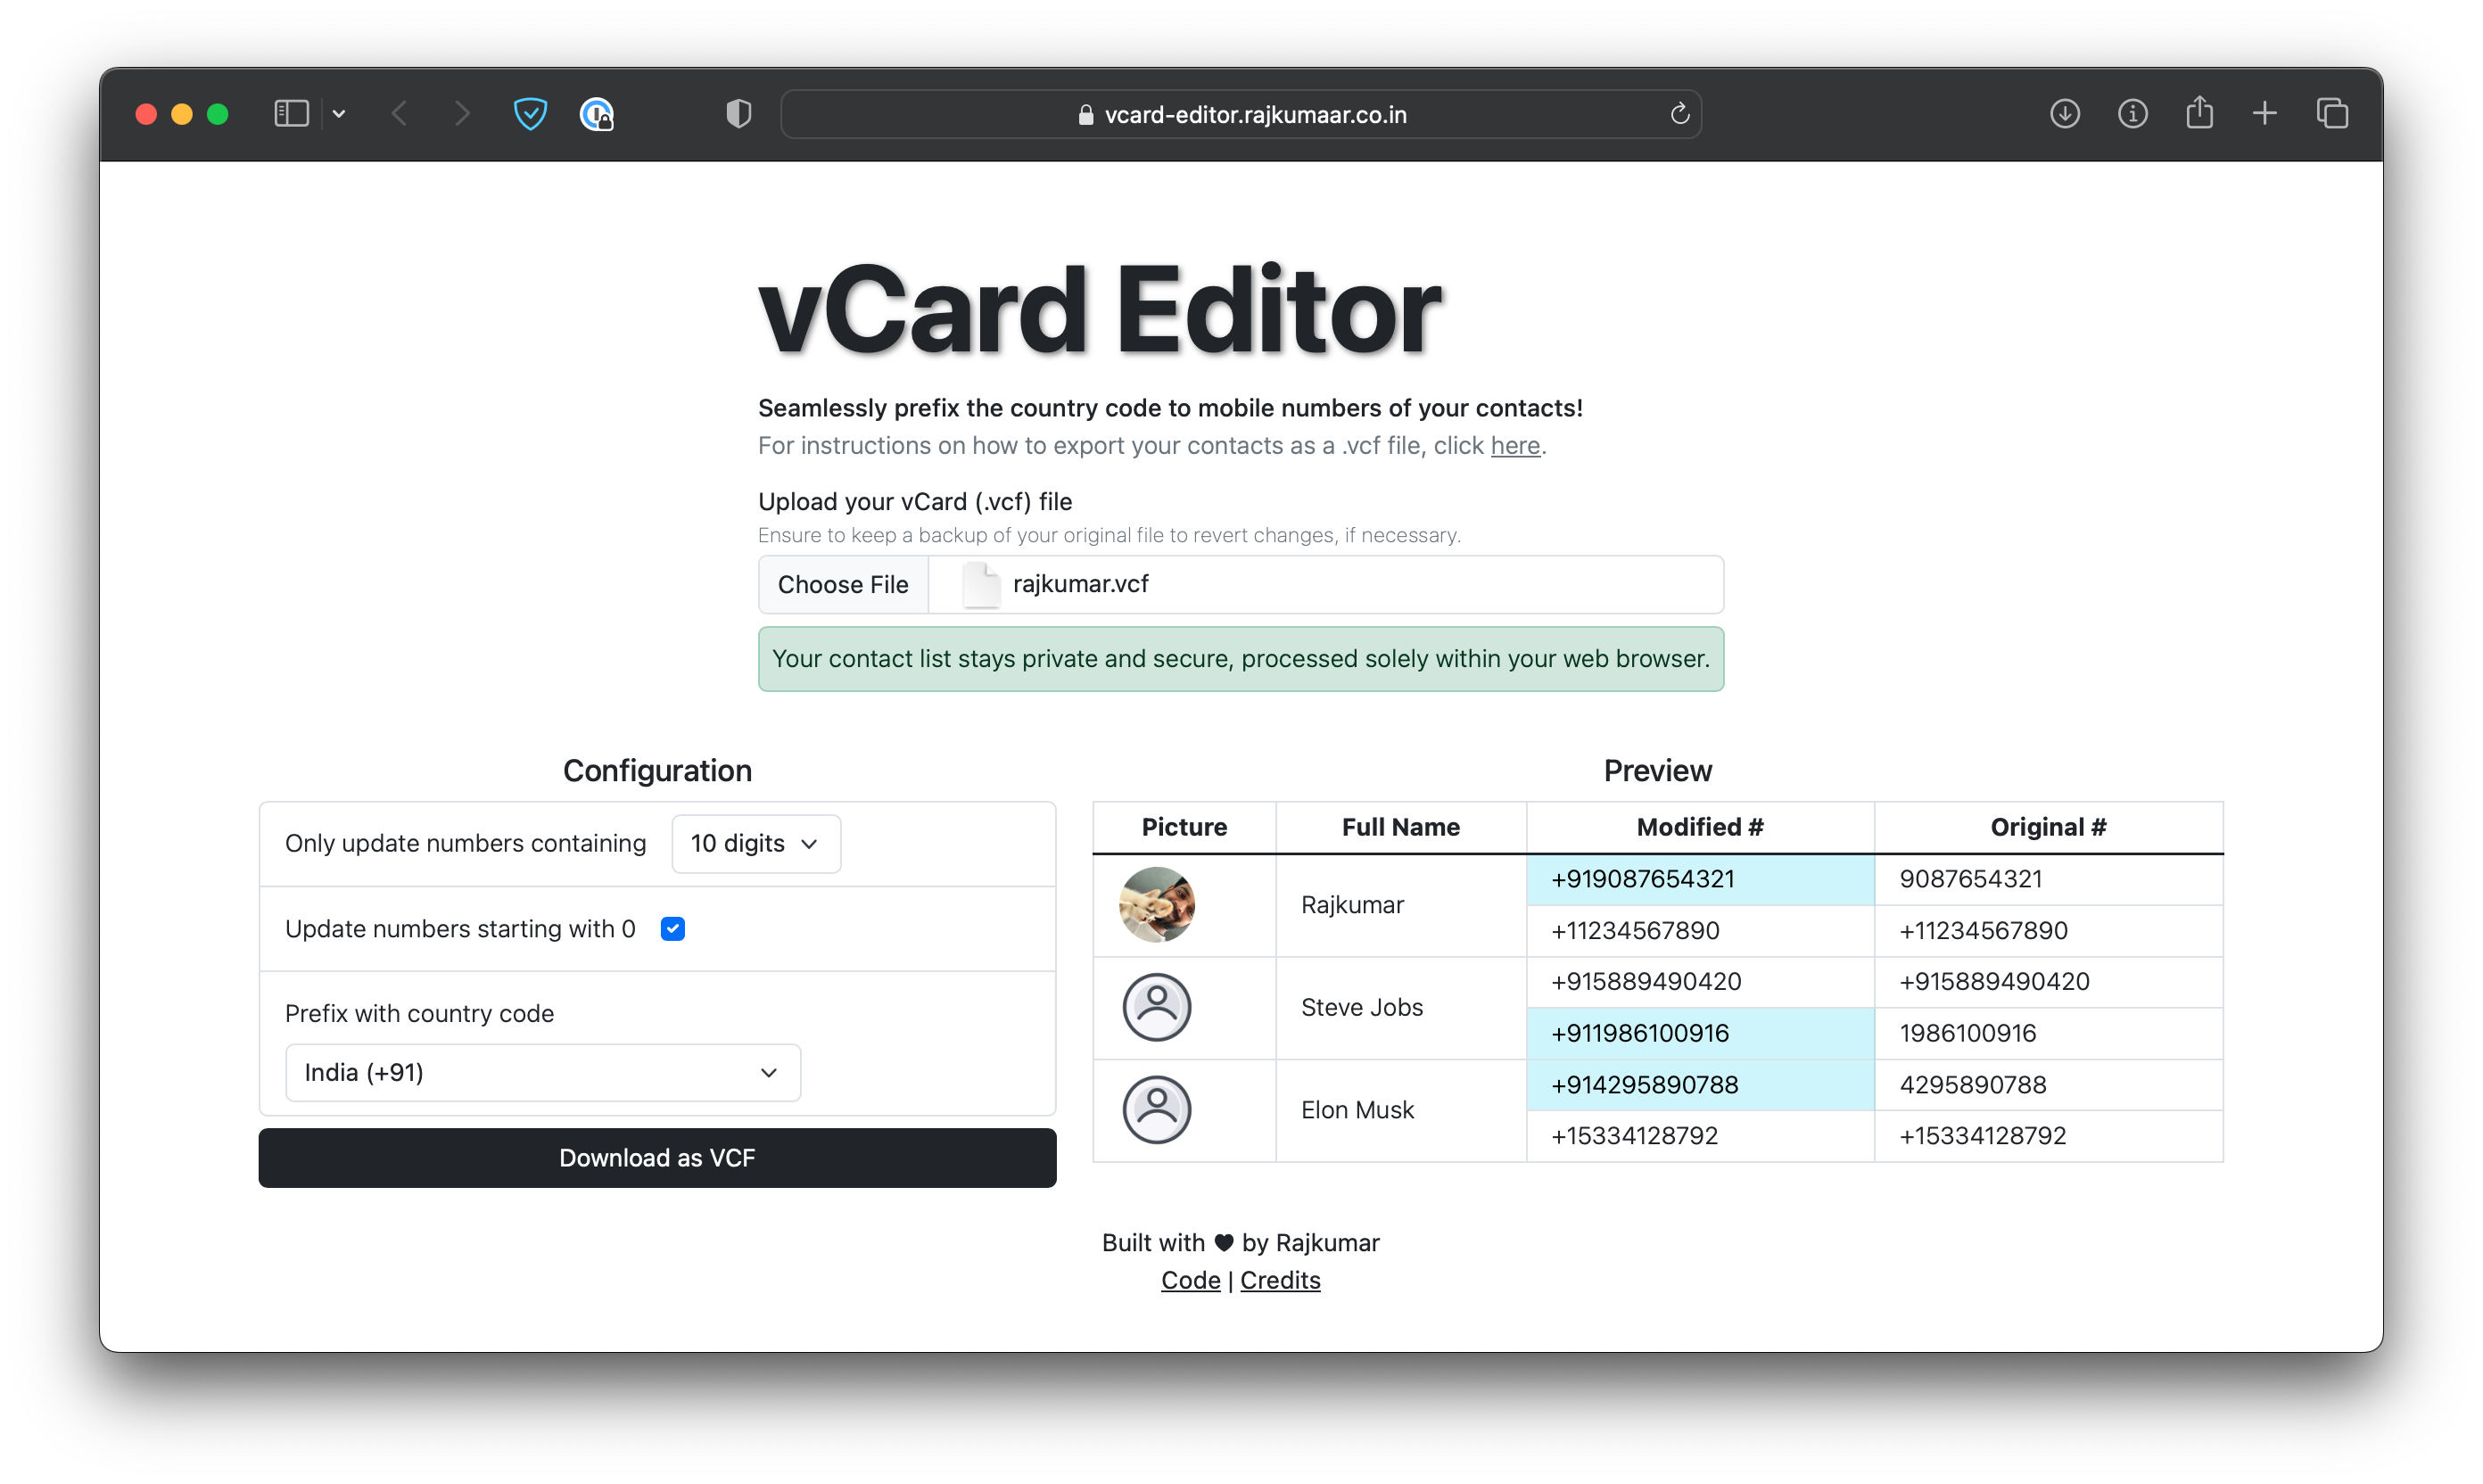 vcard-editor.rajkumaar.co.in
vCard Editor
Seamlessly prefix the country code to mobile numbers of your contacts!
For instructions on how to export your contacts as a .vcf file, click here.
Upload your vCard (.vcf) file
Ensure to keep a backup of your original file to revert changes, if necessary.
Choose File rajkumar.vcf
Your contact list stays private and secure, processed solely within your web browser.
Configuration
Only update numbers containing 10 digits
Update numbers starting with 0
Prefix with country code
India (+91)
Download as VCF
Preview
Picture Full Name Modified # Original #
Rajkumar
+919087654321 9087654321
+11234567890 +11234567890
Steve Jobs
+915889490420 +915889490420
+911986100916 1986100916
Elon Musk
+914295890788 4295890788
+15334128792 +15334128792
Built with ♥ by Rajkumar
Code | Credits